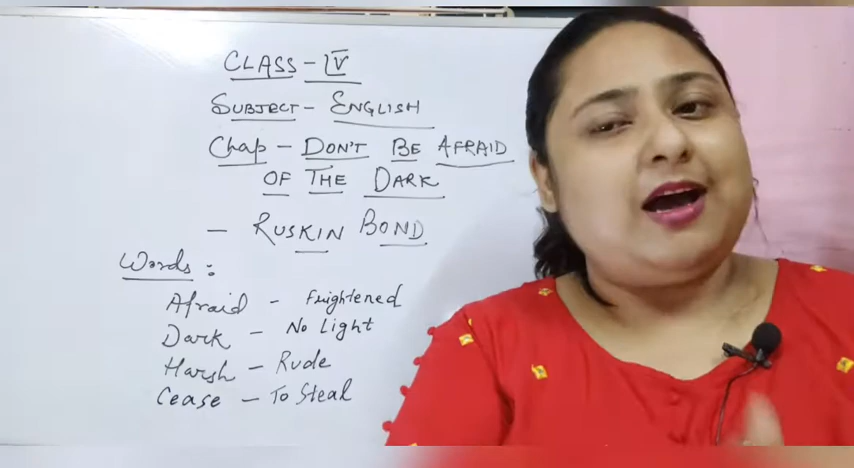 CLASS - IV
SUBJECT - ENGLISH
Chap - DON'T BE AFRAID
OF THE DARK
- RUSKIN BOND
Words :
Afraid - Frightened
Dark - No Light
Harsh - Rude
Cease - To Steal